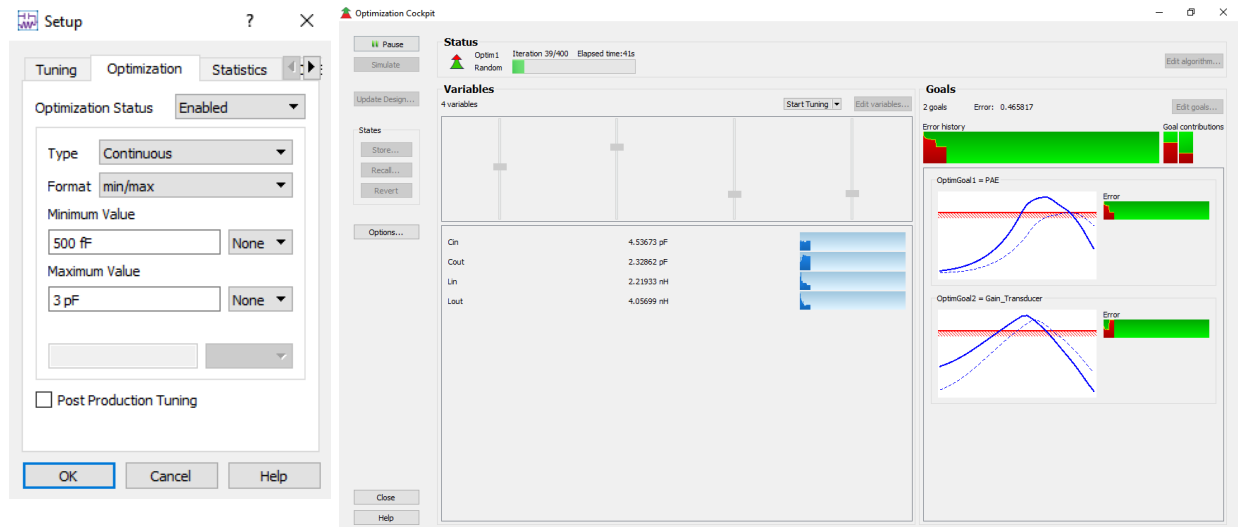 Setup
?
Tuning
Optimization
Statistics
Optimization Status
Enabled
Type
Continuous
Format
min/max
Minimum Value
500 fF
None
Maximum Value
3 pF
None
Post Production Tuning
OK
Cancel
Help
Optimization Cockpit
Pause
Simulate
Update Design...
States
Store...
Recall...
Revert
Options...
Close
Help
Status
Optim1 Iteration 39/400 Elapsed time:41s
Random
Edit algorithm...
Variables
4 variables
Start Tuning
Edit variables...
Cin 4.53673 pF
Cout 2.32862 pF
Lin 2.21933 nH
Lout 4.05699 nH
Goals
2 goals Error: 0.465817
Edit goals...
Error history
Goal contributions
OptimGoal1 = PAE
Error
OptimGoal2 = Gain_Transducer
Error